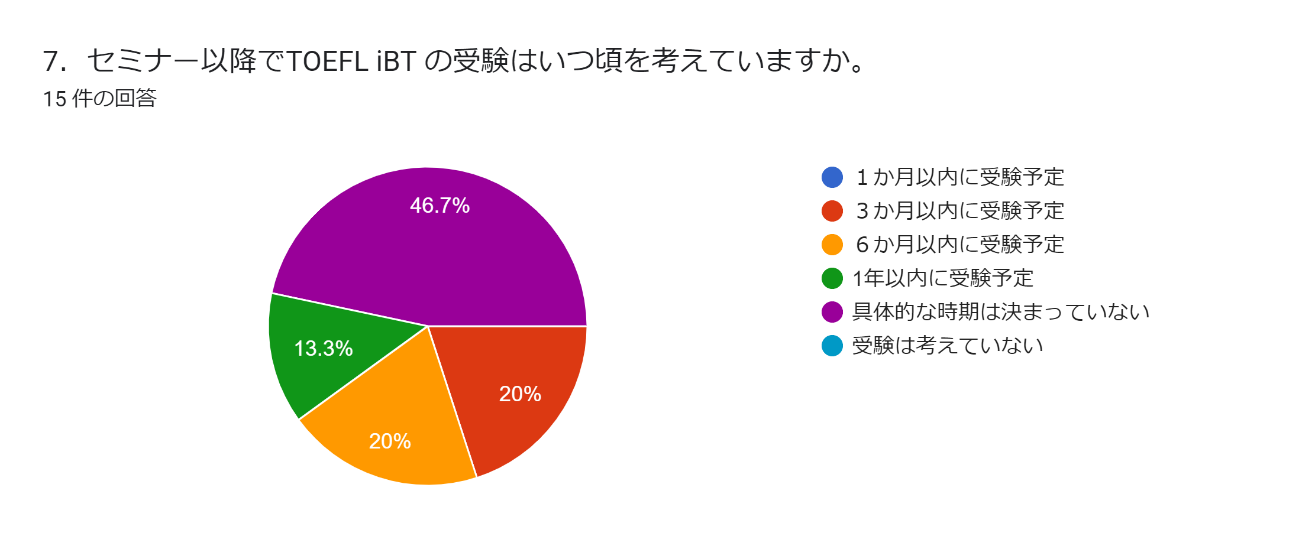 7．セミナー以降でTOEFL iBT の受験はいつ頃を考えていますか。
15 件の回答
46.7%
13.3%
20%
20%
１か月以内に受験予定
３か月以内に受験予定
６か月以内に受験予定
1年以内に受験予定
具体的な時期は決まっていない
受験は考えていない